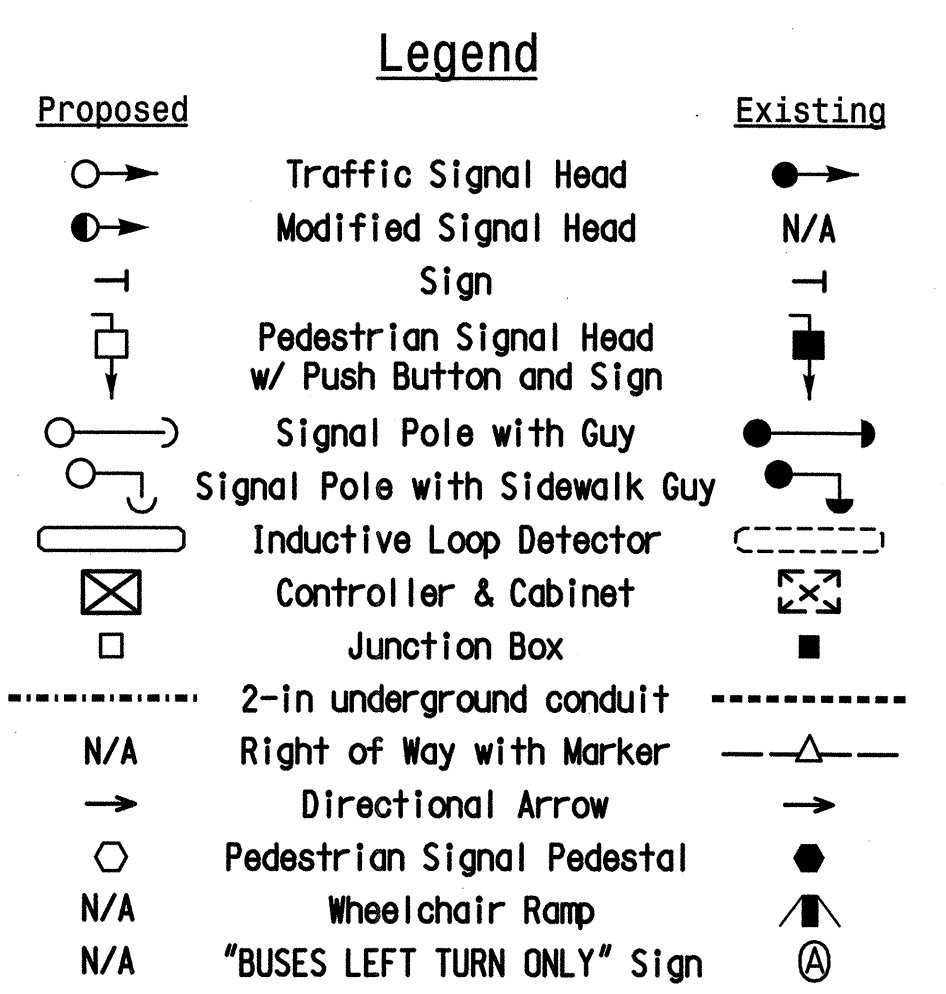 Legend
Proposed Existing
Traffic Signal Head
Modified Signal Head N/A
Sign
Pedestrian Signal Head
w/ Push Button and Sign
Signal Pole with Guy
Signal Pole with Sidewalk Guy
Inductive Loop Detector
Controller & Cabinet
Junction Box
2-in underground conduit
N/A Right of Way with Marker
Directional Arrow
Pedestrian Signal Pedestal
N/A Wheelchair Ramp
N/A "BUSES LEFT TURN ONLY" Sign A